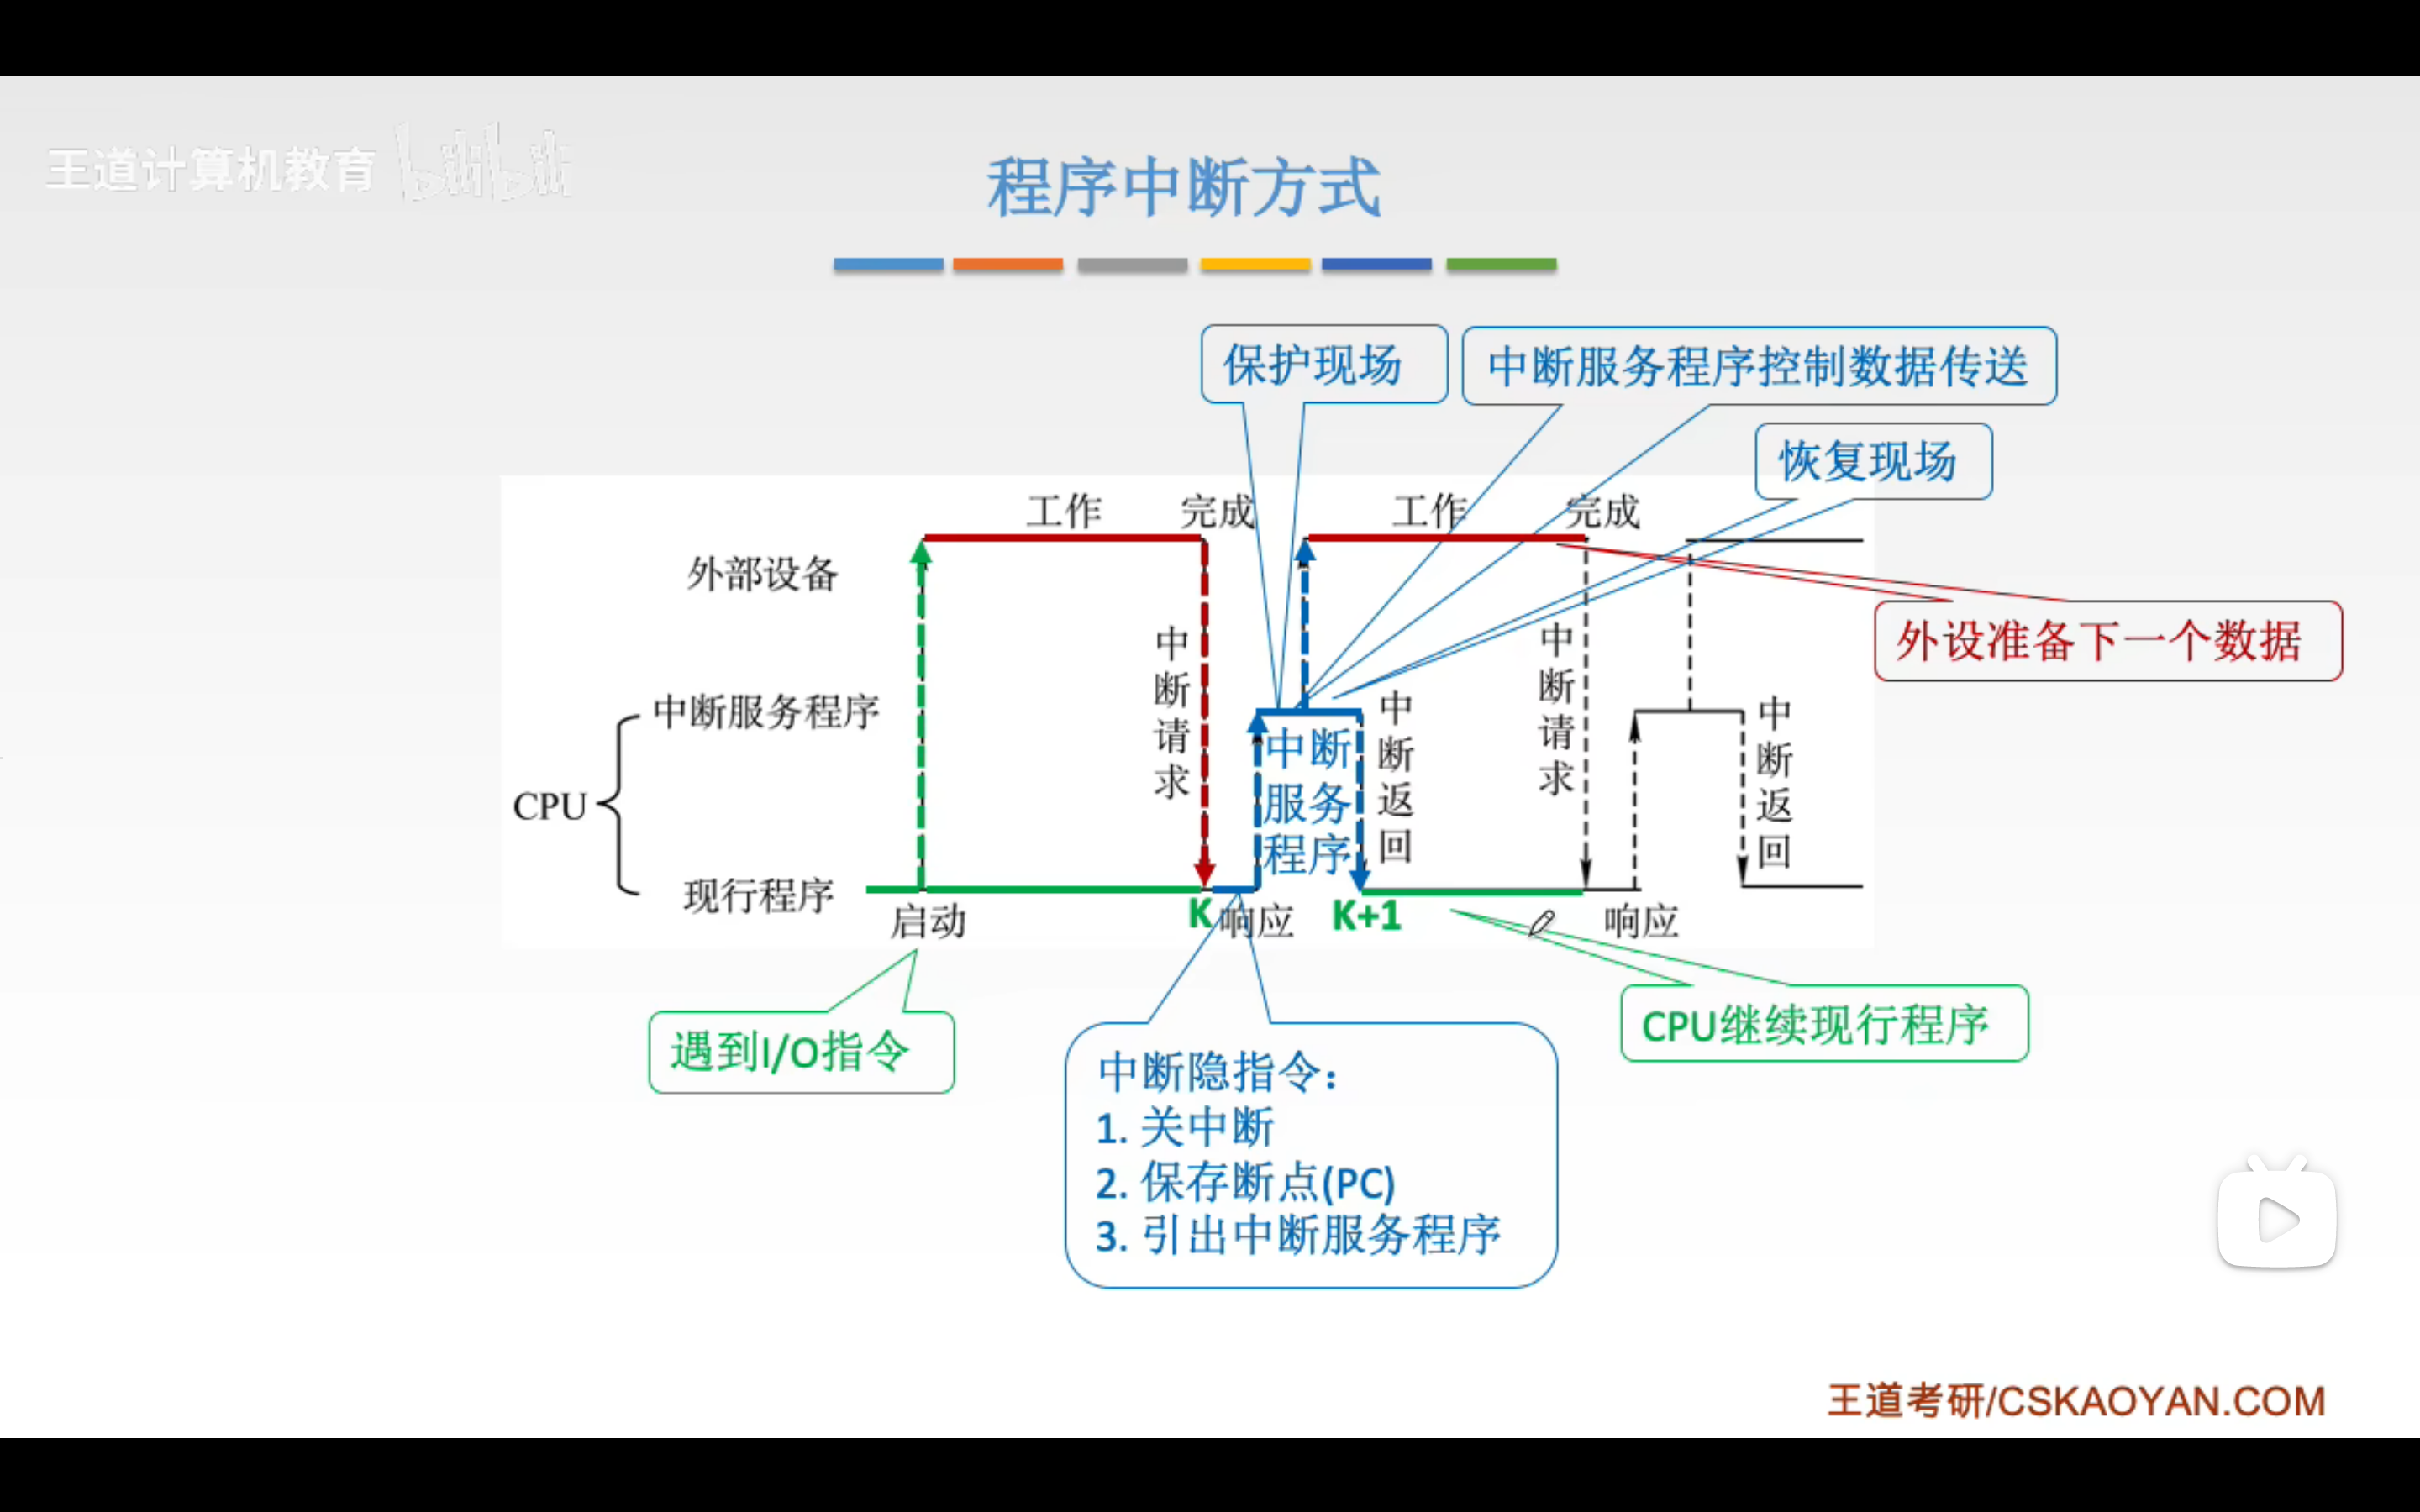 王道计算机教育 bilibili
程序中断方式
保护现场
中断服务程序控制数据传送
恢复现场
工作
完成
工作
完成
外部设备
外设准备下一个数据
中断请求
中断请求
中断服务程序
中断服务程序
中断返回
中断返回
CPU
现行程序
启动
K
响应
K+1
响应
遇到I/O指令
CPU继续现行程序
中断隐指令：
1. 关中断
2. 保存断点(PC)
3. 引出中断服务程序
王道考研/CSKAOYAN.COM